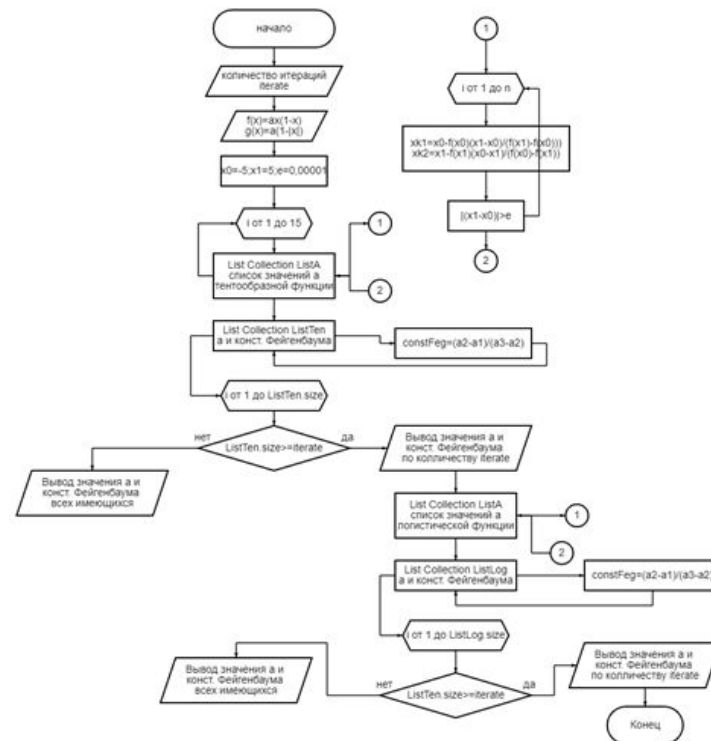 начало
количество итераций
iterate
f(x)=ax(1-x)
g(x)=a(1-|x|)
x0=-5;x1=5;e=0,00001
i от 1 до 15
List Collection ListA
список значений a
тентообразной функции
1
2
List Collection ListTen
a и конст. Фейгенбаума
constFeg=(a2-a1)/(a3-a2)
i от 1 до ListTen.size
нет
ListTen.size>=iterate
да
Вывод значения a и
конст. Фейгенбаума
всех имеющихся
Вывод значения a и
конст. Фейгенбаума
по колличеству iterate
List Collection ListA
список значений a
логистической функции
1
2
List Collection ListLog
a и конст. Фейгенбаума
constFeg=(a2-a1)/(a3-a2)
i от 1 до ListLog.size
нет
ListTen.size>=iterate
да
Вывод значения a и
конст. Фейгенбаума
всех имеющихся
Вывод значения a и
конст. Фейгенбаума
по колличеству iterate
Конец
1
i от 1 до n
xk1=x0-f(x0)(x1-x0)/(f(x1)-f(x0)))
xk2=x1-f(x1)(x0-x1)/(f(x0)-f(x1))
|(x1-x0)|>e
2